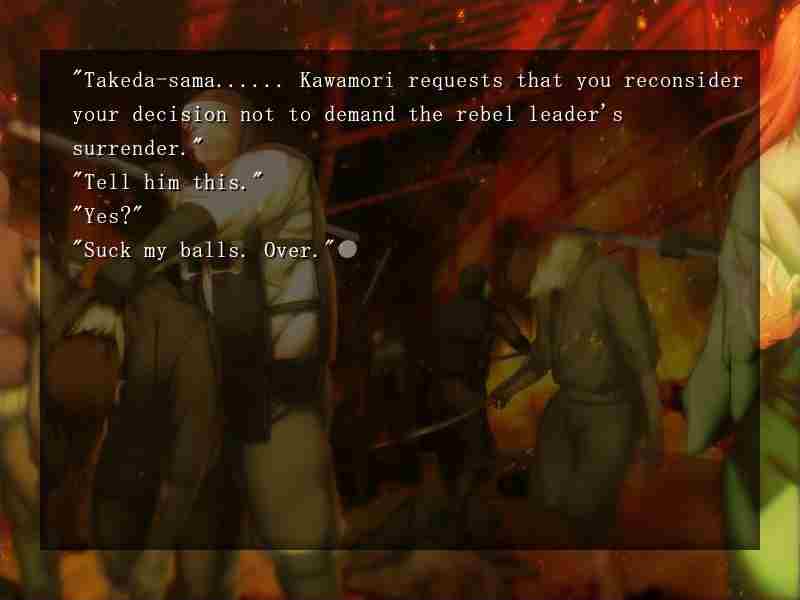 "Takeda-sama...... Kawamori requests that you reconsider
your decision not to demand the rebel leader's
surrender."
"Tell him this."
"Yes?"
"Suck my balls. Over."